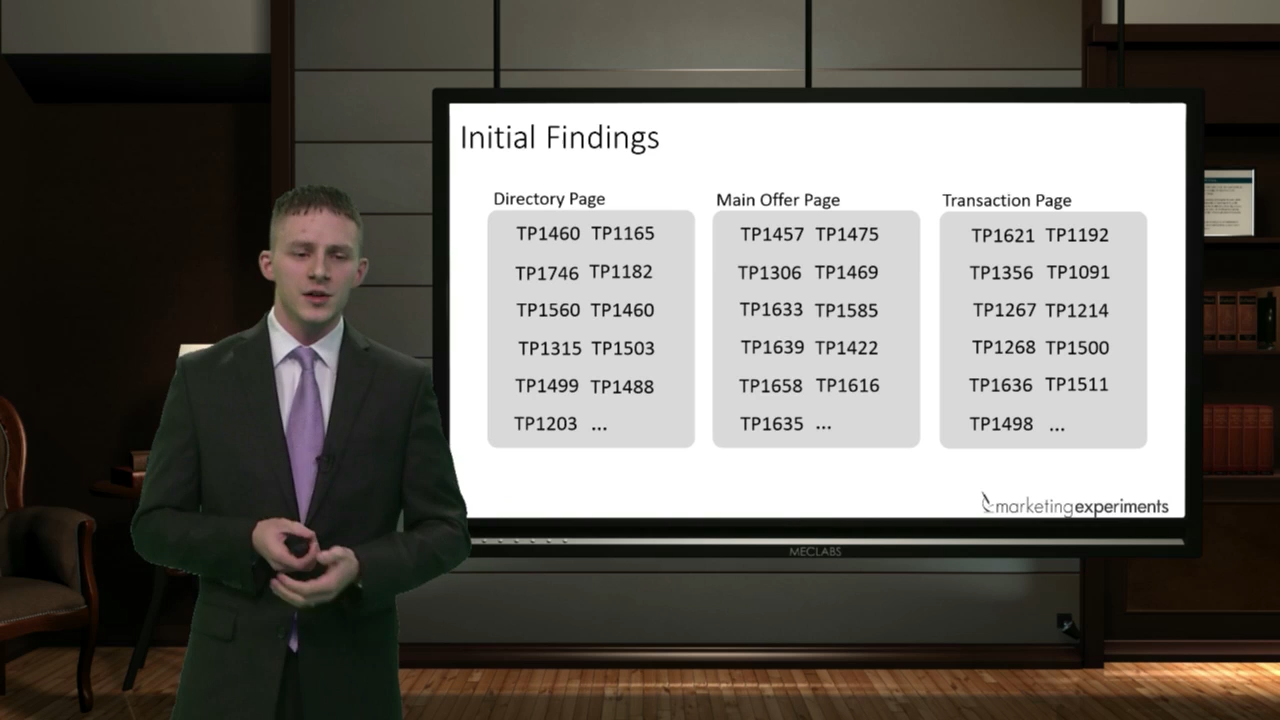 Initial Findings
Directory Page
TP1460 TP1165
TP1746 TP1182
TP1560 TP1460
TP1315 TP1503
TP1499 TP1488
TP1203 ...
Main Offer Page
TP1457 TP1475
TP1306 TP1469
TP1633 TP1585
TP1639 TP1422
TP1658 TP1616
TP1635 ...
Transaction Page
TP1621 TP1192
TP1356 TP1091
TP1267 TP1214
TP1268 TP1500
TP1636 TP1511
TP1498 ...
marketingexperiments
MECLABS